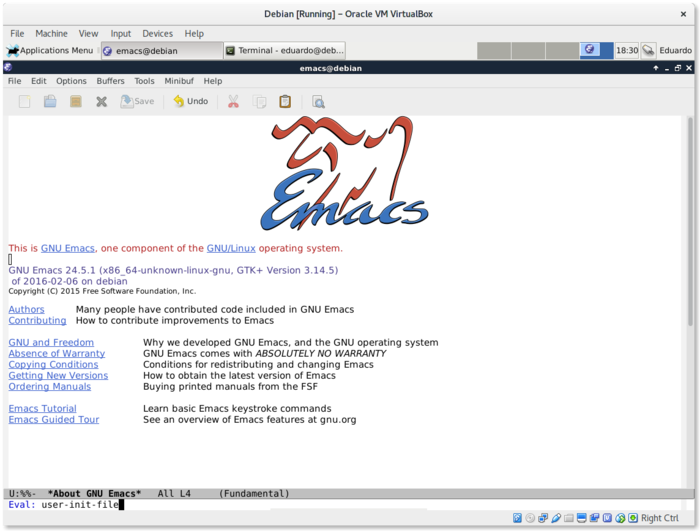 Debian [Running] – Oracle VM VirtualBox
File Machine View Input Devices Help
Applications Menu emacs@debian Terminal - eduardo@deb... 18:30 Eduardo
emacs@debian
File Edit Options Buffers Tools Minibuf Help
Save Undo
Emacs
This is GNU Emacs, one component of the GNU/Linux operating system.
GNU Emacs 24.5.1 (x86_64-unknown-linux-gnu, GTK+ Version 3.14.5)
of 2016-02-06 on debian
Copyright (C) 2015 Free Software Foundation, Inc.
Authors Many people have contributed code included in GNU Emacs
Contributing How to contribute improvements to Emacs
GNU and Freedom Why we developed GNU Emacs, and the GNU operating system
Absence of Warranty GNU Emacs comes with ABSOLUTELY NO WARRANTY
Copying Conditions Conditions for redistributing and changing Emacs
Getting New Versions How to obtain the latest version of Emacs
Ordering Manuals Buying printed manuals from the FSF
Emacs Tutorial Learn basic Emacs keystroke commands
Emacs Guided Tour See an overview of Emacs features at gnu.org
U:%%- *About GNU Emacs* All L4 (Fundamental)
Eval: user-init-file
Right Ctrl